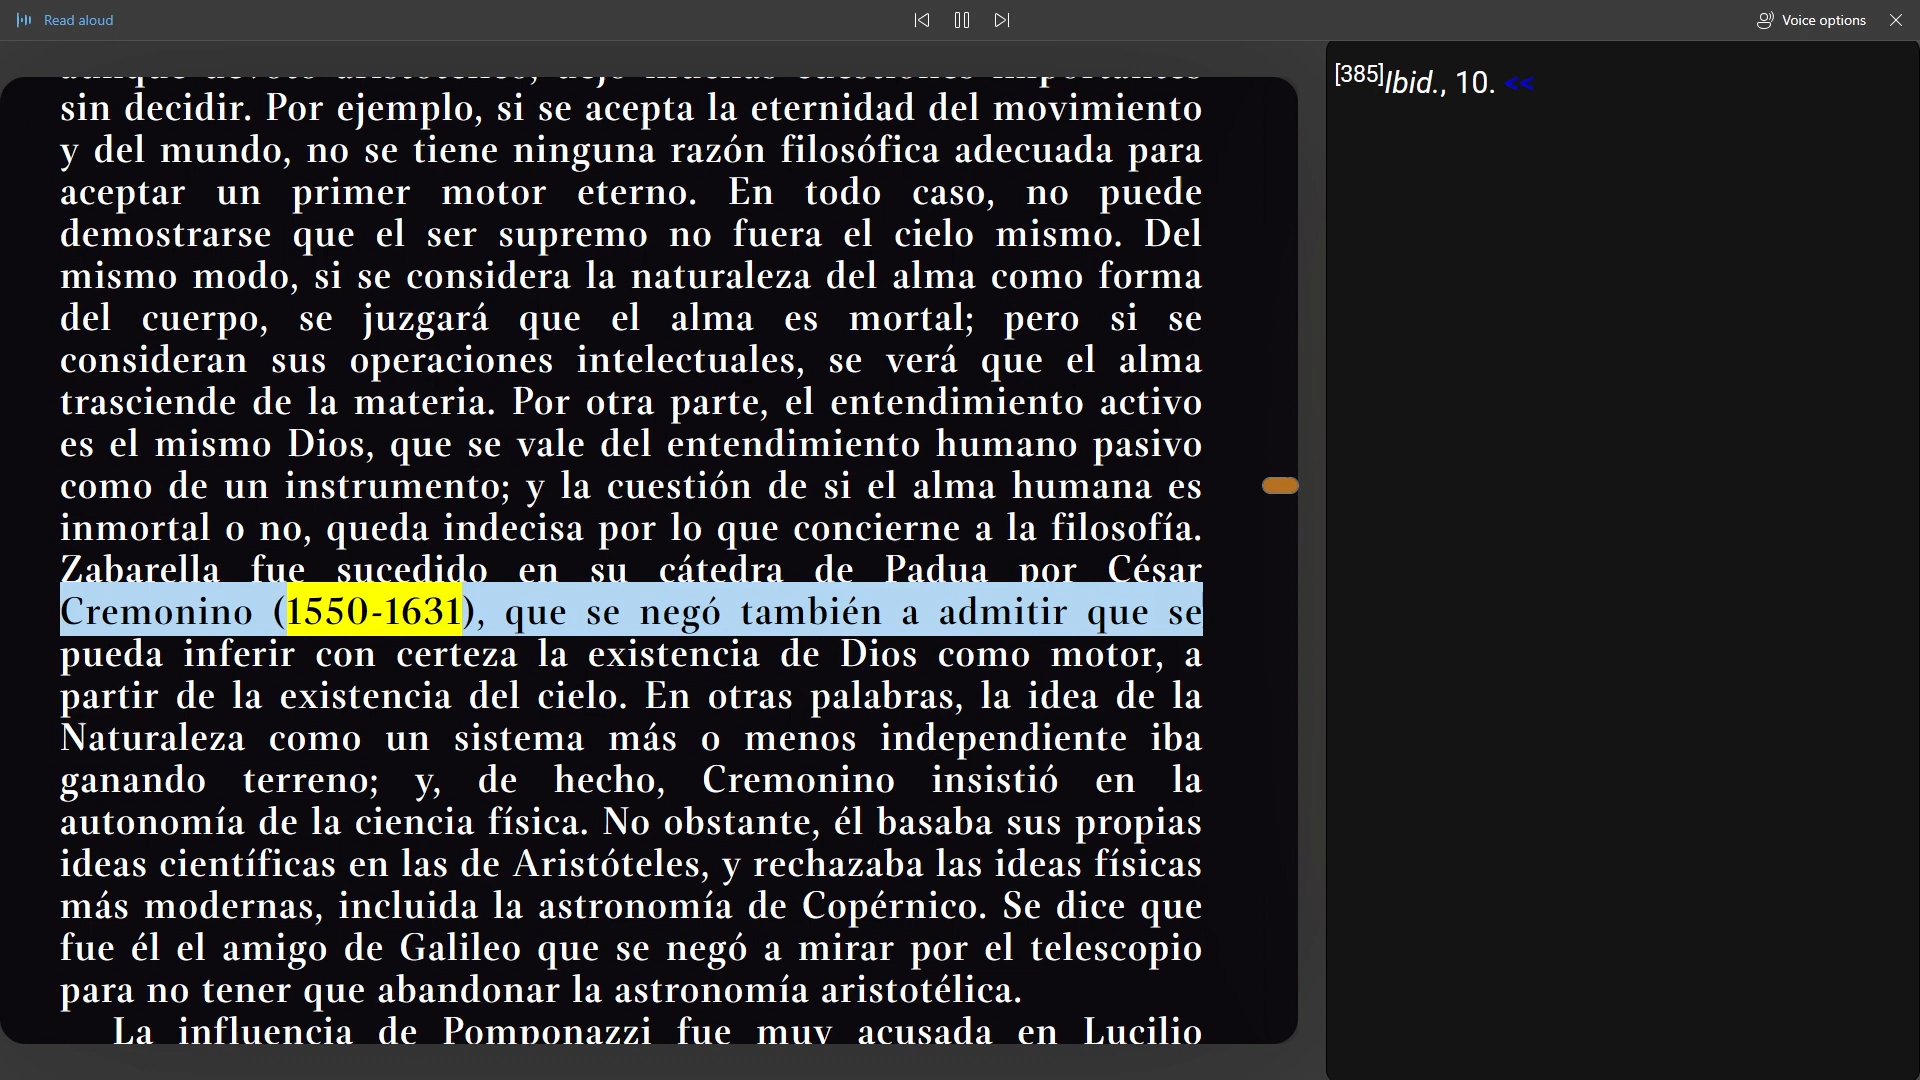 Read aloud
Voice options
aunque devoto aristotélico, dejó muchas cuestiones importantes
sin decidir. Por ejemplo, si se acepta la eternidad del movimiento
y del mundo, no se tiene ninguna razón filosófica adecuada para
aceptar un primer motor eterno. En todo caso, no puede
demostrarse que el ser supremo no fuera el cielo mismo. Del
mismo modo, si se considera la naturaleza del alma como forma
del cuerpo, se juzgará que el alma es mortal; pero si se
consideran sus operaciones intelectuales, se verá que el alma
trasciende de la materia. Por otra parte, el entendimiento activo
es el mismo Dios, que se vale del entendimiento humano pasivo
como de un instrumento; y la cuestión de si el alma humana es
inmortal o no, queda indecisa por lo que concierne a la filosofía.
Zabarella fue sucedido en su cátedra de Padua por César
Cremonino (1550-1631), que se negó también a admitir que se
pueda inferir con certeza la existencia de Dios como motor, a
partir de la existencia del cielo. En otras palabras, la idea de la
Naturaleza como un sistema más o menos independiente iba
ganando terreno; y, de hecho, Cremonino insistió en la
autonomía de la ciencia física. No obstante, él basaba sus propias
ideas científicas en las de Aristóteles, y rechazaba las ideas físicas
más modernas, incluida la astronomía de Copérnico. Se dice que
fue él el amigo de Galileo que se negó a mirar por el telescopio
para no tener que abandonar la astronomía aristotélica.
La influencia de Pomponazzi fue muy acusada en Lucilio
[385]Ibid., 10. <<